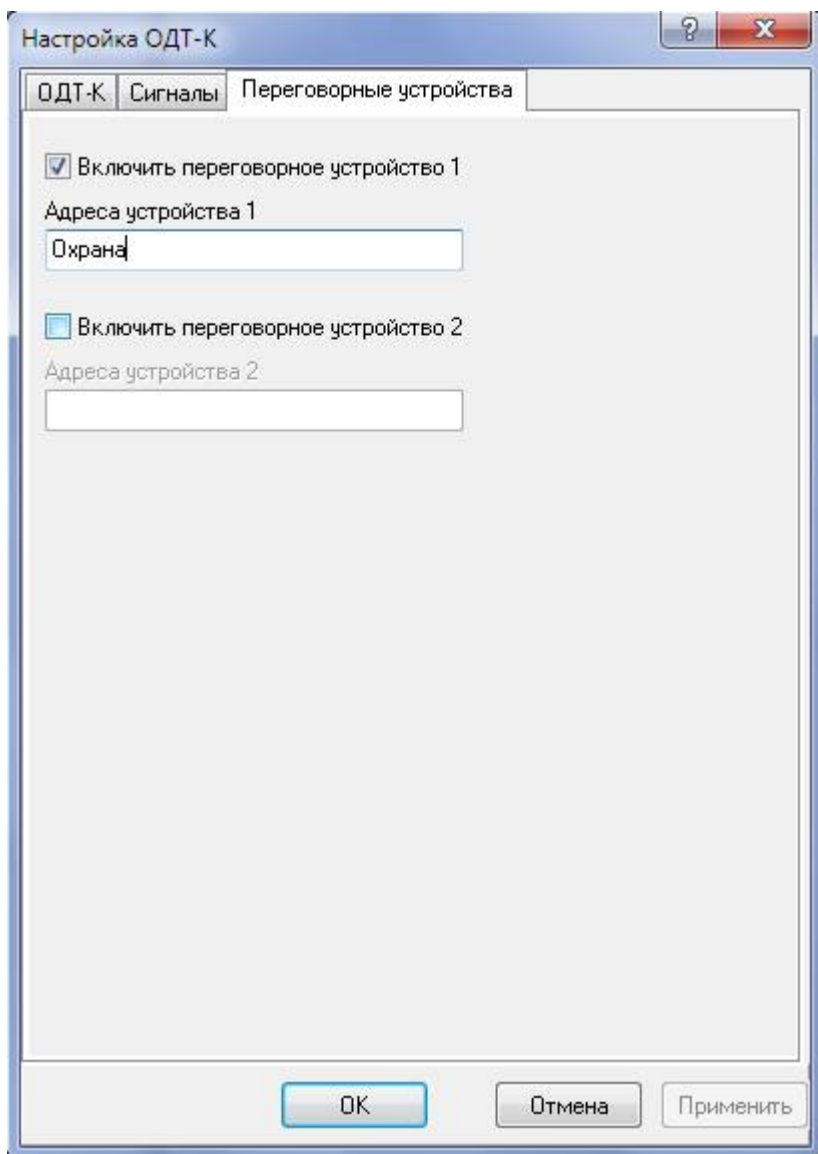 Настройка ОДТ-К
?
ОДТ-К Сигналы Переговорные устройства
Включить переговорное устройство 1
Адреса устройства 1
Охрана
Включить переговорное устройство 2
Адреса устройства 2
OK Отмена Применить